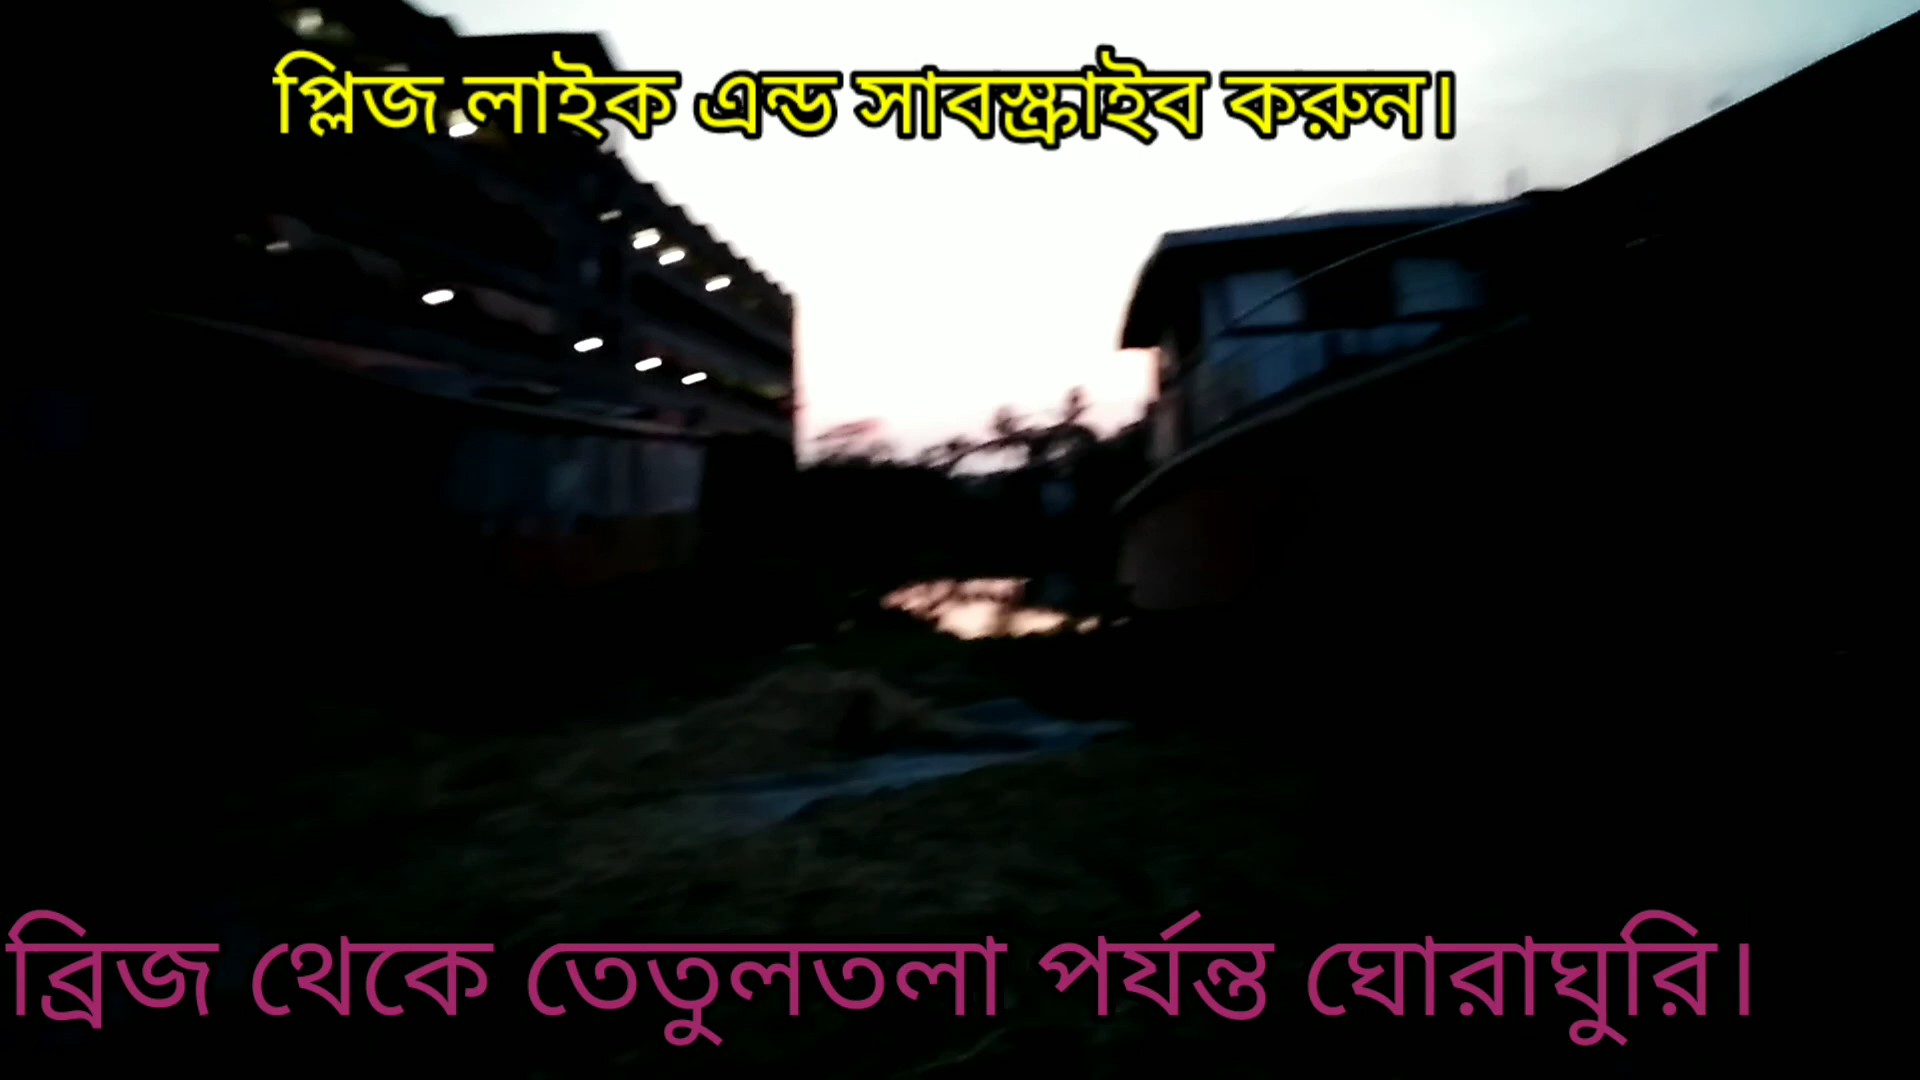 প্লিজ লাইক এন্ড সাবস্ক্রাইব করুন।
ব্রিজ থেকে তেতুলতলা পর্যন্ত ঘোরাঘুরি।